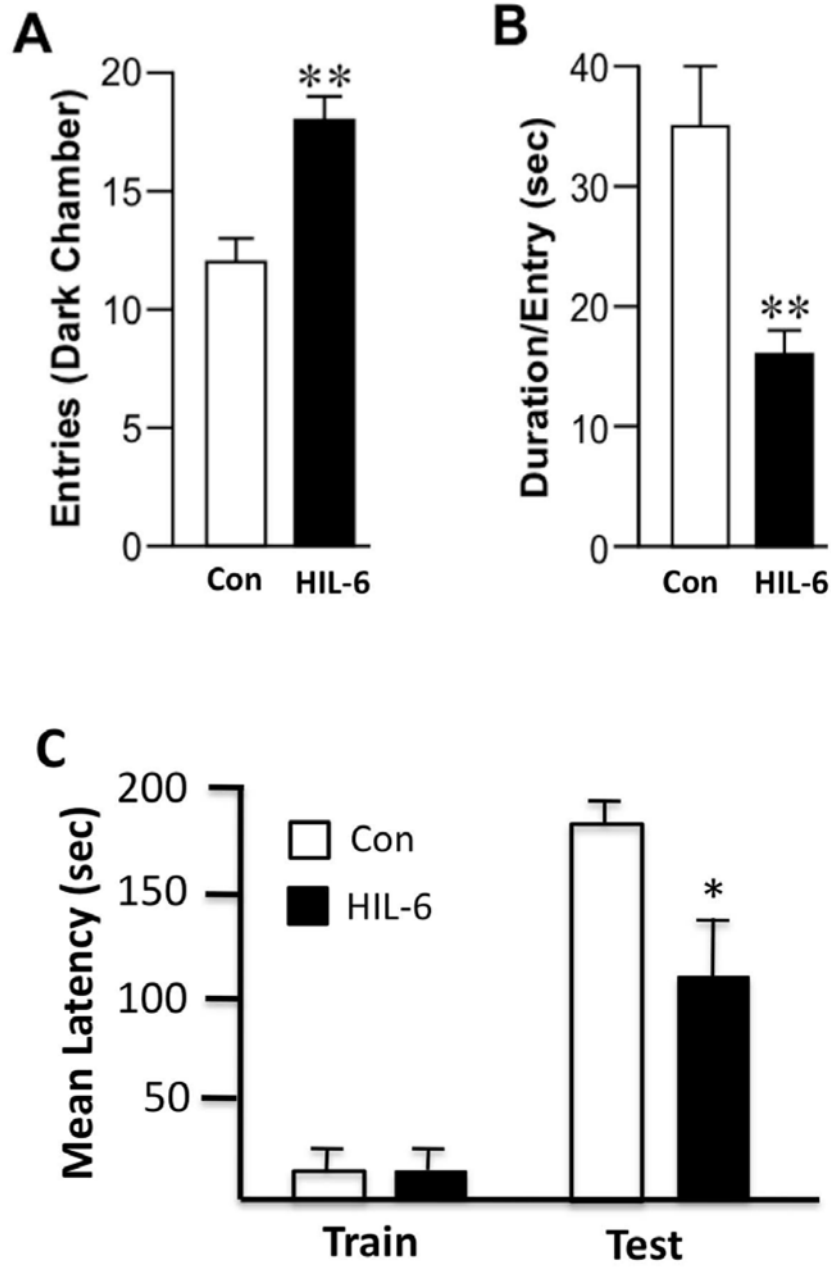 A
Entries (Dark Chamber)
20
15
10
5
0
**
Con
HIL-6
B
Duration/Entry (sec)
40
30
20
10
0
**
Con
HIL-6
C
Mean Latency (sec)
200
150
100
50
Con
HIL-6
*
Train
Test